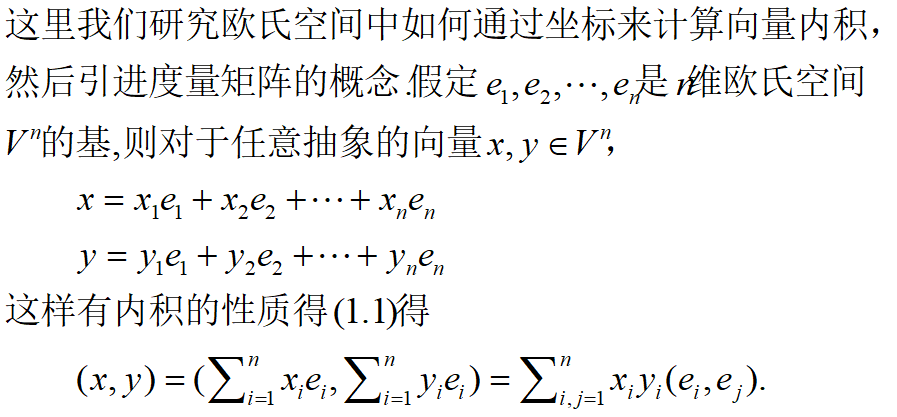 这里我们研究欧氏空间中如何通过坐标来计算向量内积，
然后引进度量矩阵的概念.假定 e₁,e₂,⋯,eₙ是n维欧氏空间
Vⁿ的基,则对于任意抽象的向量 x, y ∈ Vⁿ，
x = x₁e₁ + x₂e₂ +⋯+ xₙeₙ
y = y₁e₁ + y₂e₂ +⋯+ yₙeₙ
这样有内积的性质得(1.1)得
(x, y) = (∑ⁿᵢ₌₁ xᵢeᵢ, ∑ⁿᵢ₌₁ yᵢeᵢ) = ∑ⁿᵢ,ⱼ₌₁ xᵢyᵢ(eᵢ, eⱼ).